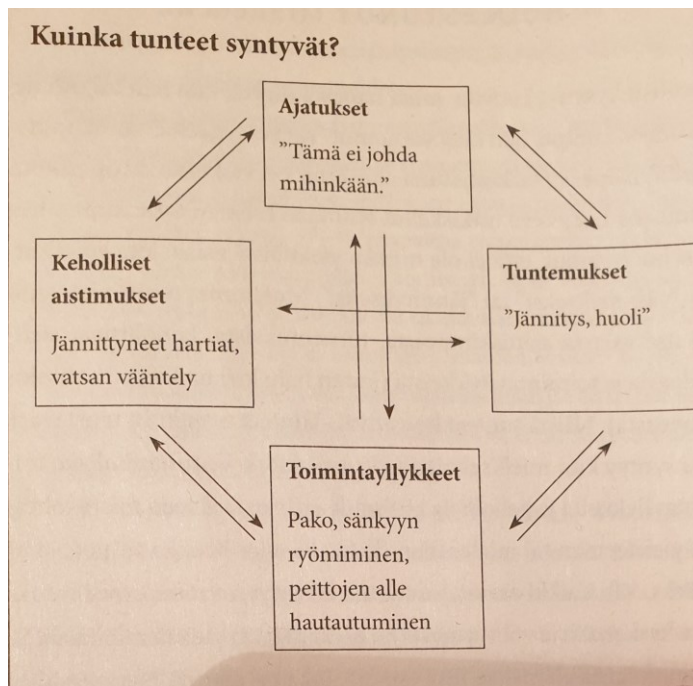 Kuinka tunteet syntyvät?
Ajatukset
”Tämä ei johda
mihinkään.”
Keholliset
aistimukset
Jännittyneet hartiat,
vatsan vääntely
Tuntemukset
”Jännitys, huoli”
Toimintayllykkeet
Pako, sänkyyn
ryömiminen,
peittojen alle
hautautuminen